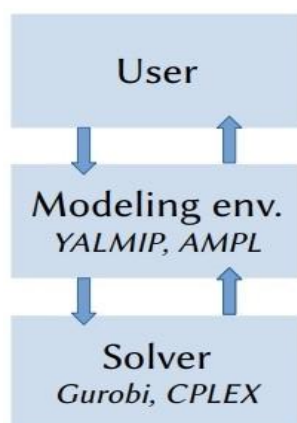 User
Modeling env.
YALMIP, AMPL
Solver
Gurobi, CPLEX